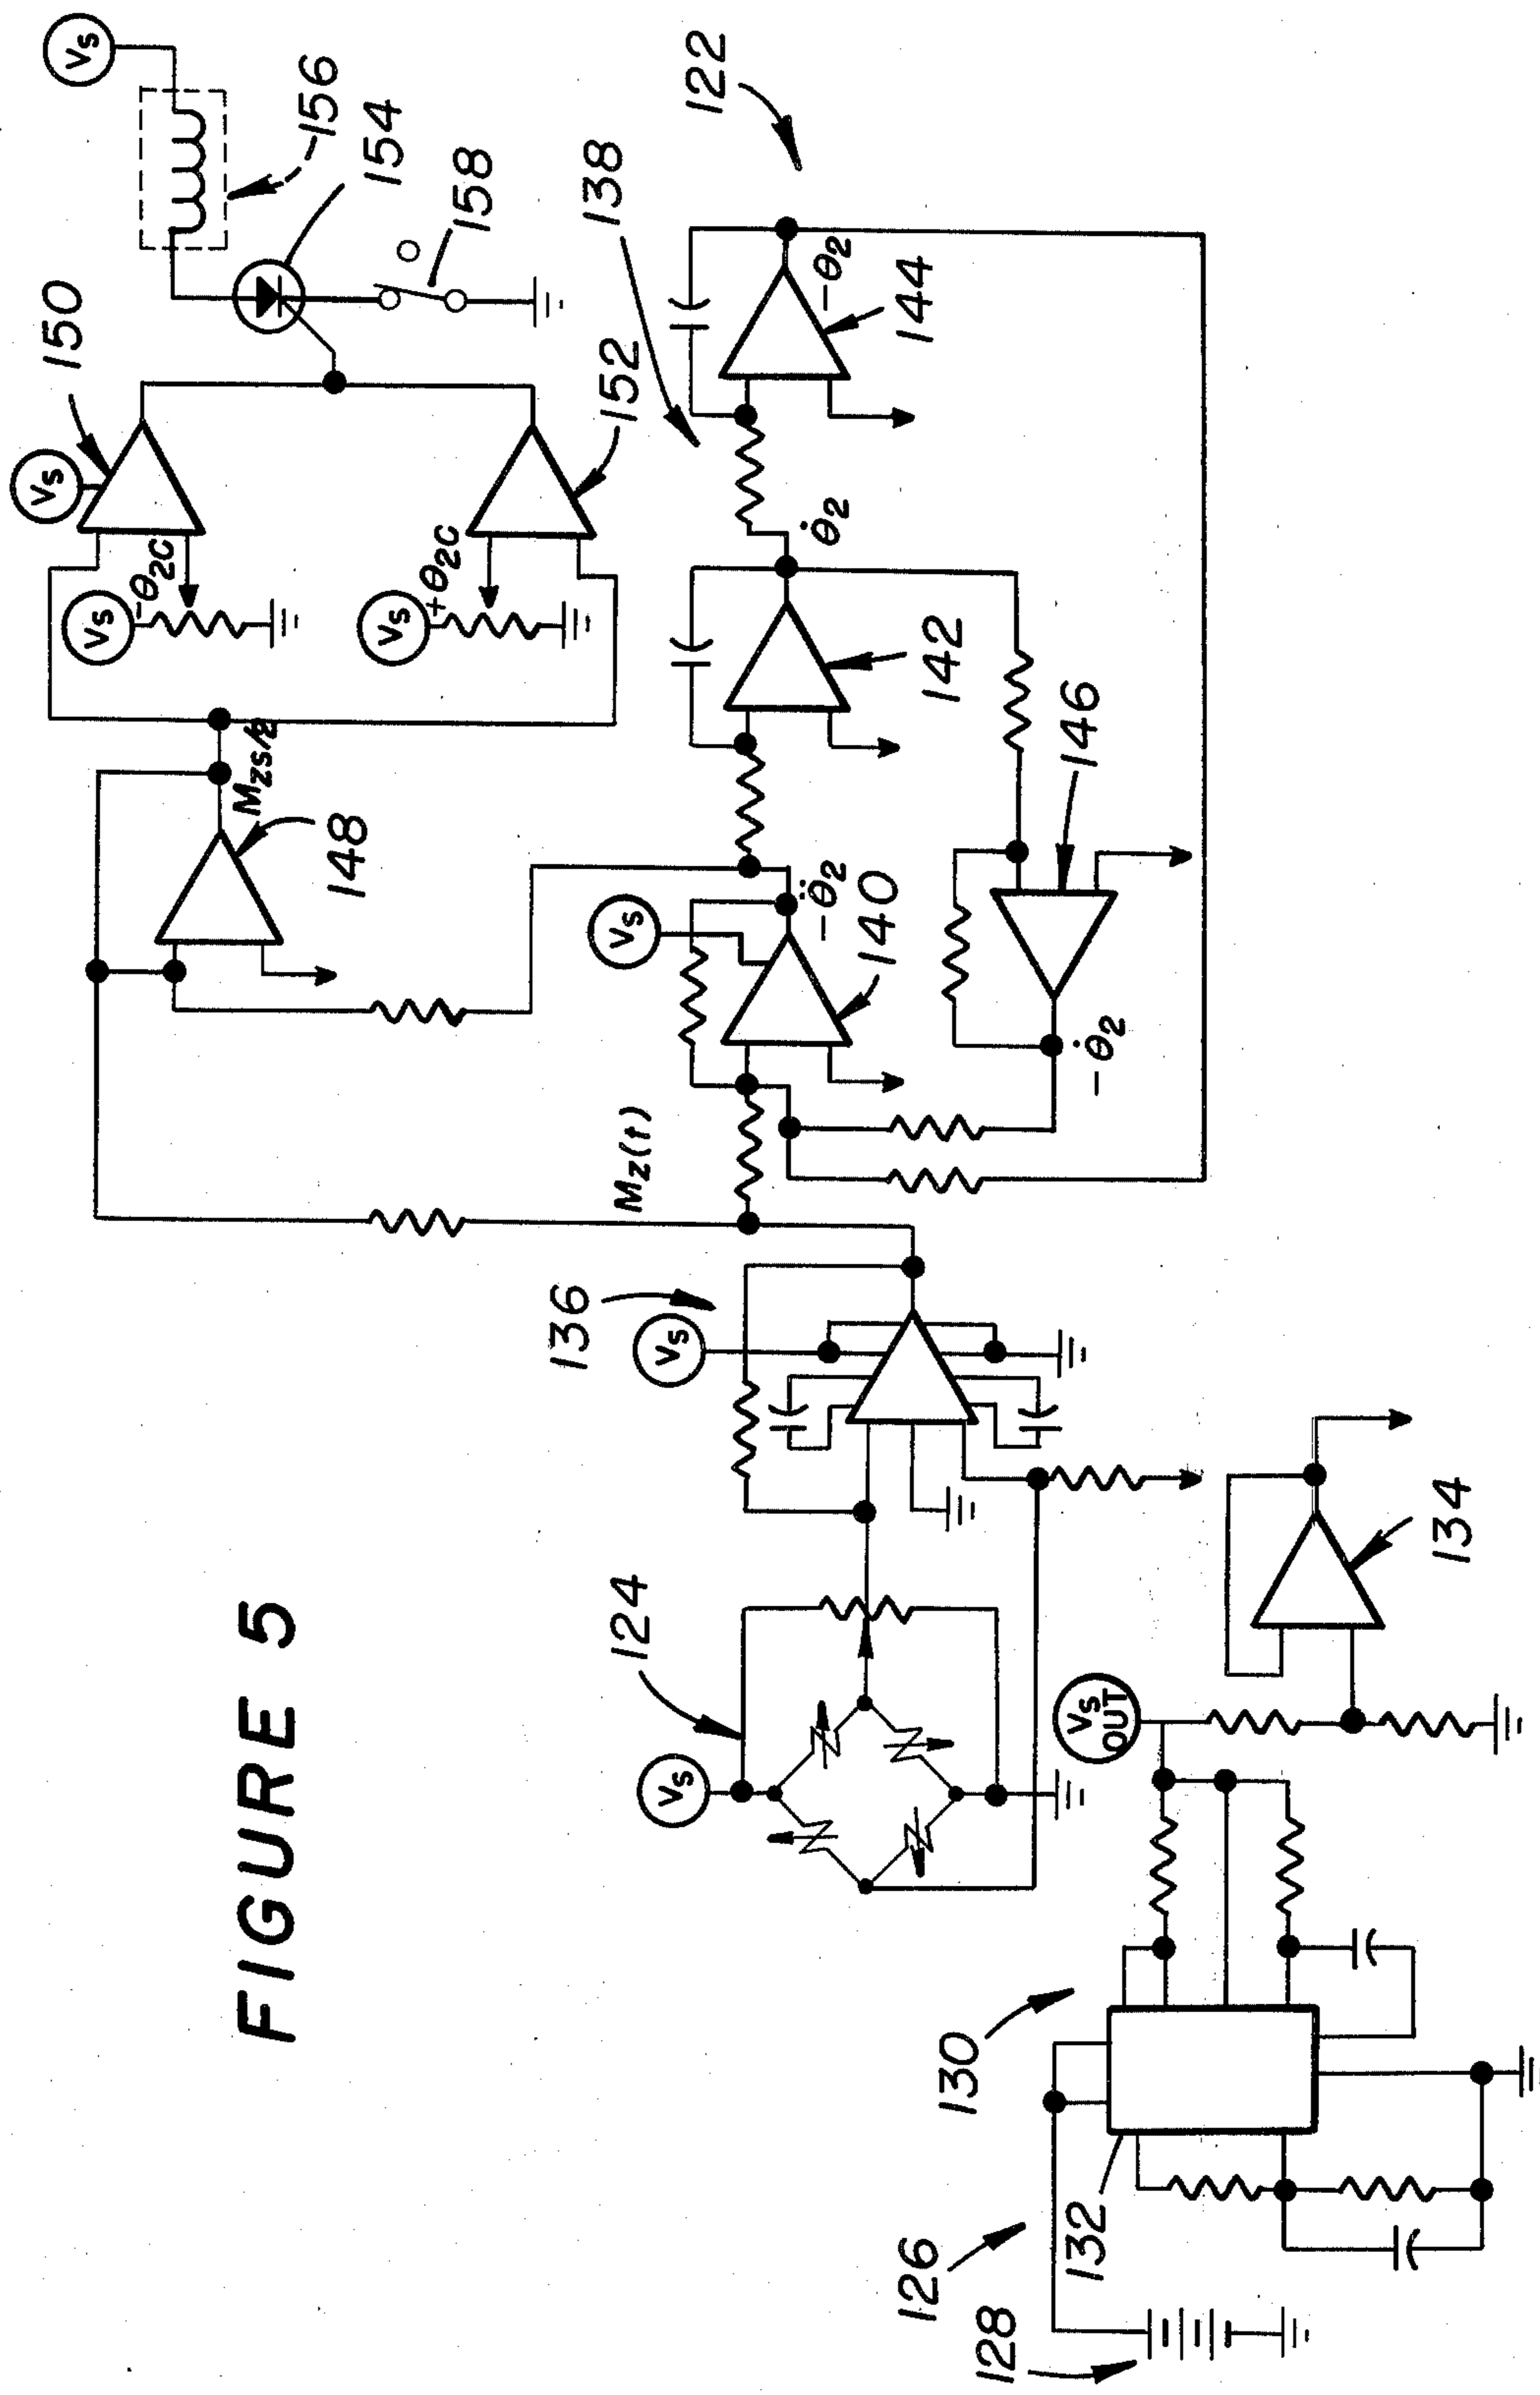 FIGURE 5
Vs
150
Vs
Vs
-θ2C
Mzs/2
148
156
154
Vs
+θ2C
158
152
136
Vs
Mz(t)
Vs
138
122
124
Vs
-θ̈2
140
142
θ̇2
-θ2
144
126
130
128
132
Vs
OUT
146
-θ̇2
134